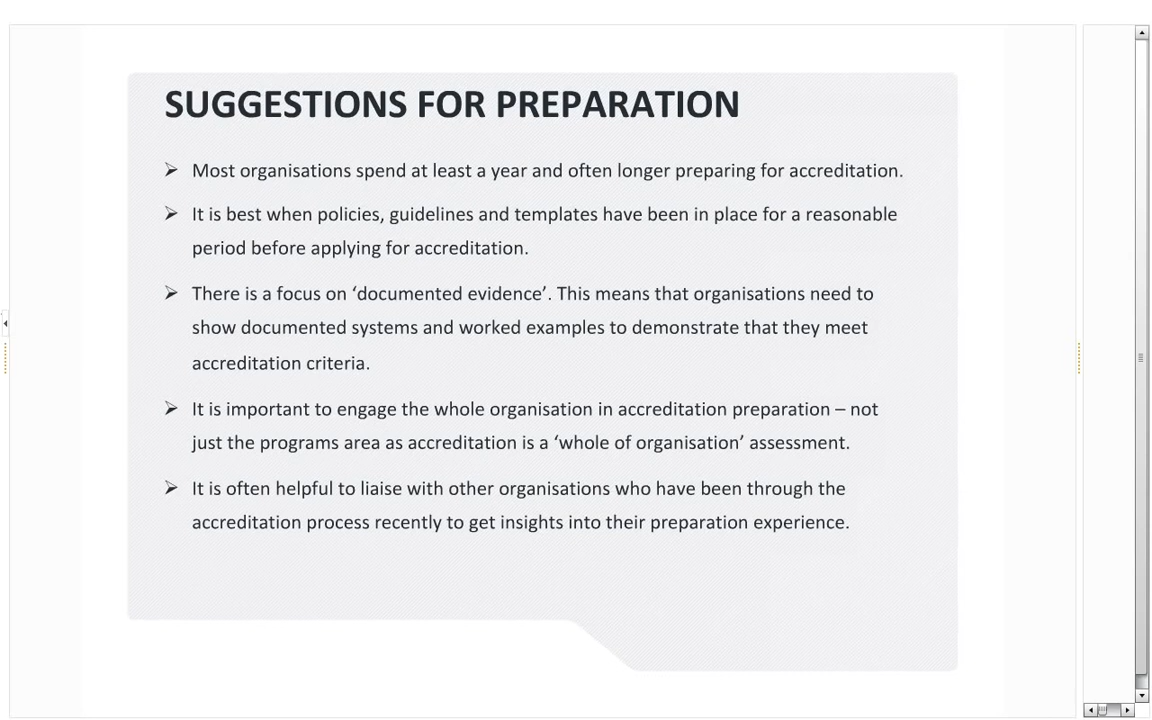 SUGGESTIONS FOR PREPARATION
➢ Most organisations spend at least a year and often longer preparing for accreditation.
➢ It is best when policies, guidelines and templates have been in place for a reasonable
period before applying for accreditation.
➢ There is a focus on ‘documented evidence’. This means that organisations need to
show documented systems and worked examples to demonstrate that they meet
accreditation criteria.
➢ It is important to engage the whole organisation in accreditation preparation – not
just the programs area as accreditation is a ‘whole of organisation’ assessment.
➢ It is often helpful to liaise with other organisations who have been through the
accreditation process recently to get insights into their preparation experience.